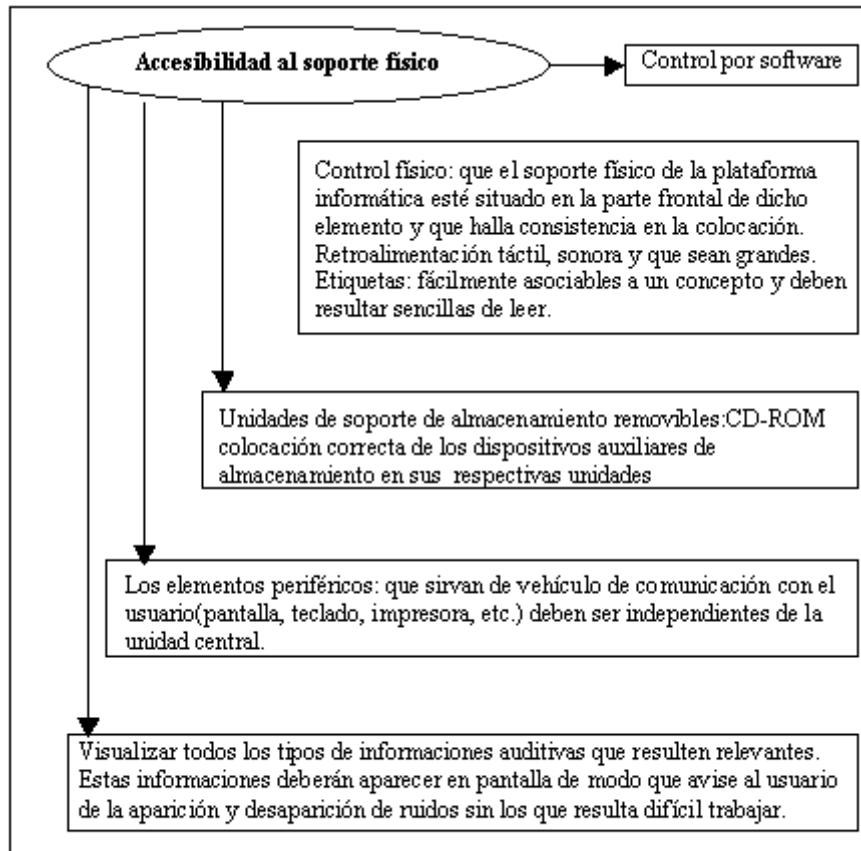 Accesibilidad al soporte físico
Control por software
Control físico: que el soporte físico de la plataforma
informática esté situado en la parte frontal de dicho
elemento y que halla consistencia en la colocación.
Retroalimentación táctil, sonora y que sean grandes.
Etiquetas: fácilmente asociables a un concepto y deben
resultar sencillas de leer.
Unidades de soporte de almacenamiento removibles:CD-ROM
colocación correcta de los dispositivos auxiliares de
almacenamiento en sus respectivas unidades
Los elementos periféricos: que sirvan de vehículo de comunicación con el
usuario(pantalla, teclado, impresora, etc.) deben ser independientes de la
unidad central.
Visualizar todos los tipos de informaciones auditivas que resulten relevantes.
Estas informaciones deberán aparecer en pantalla de modo que avise al usuario
de la aparición y desaparición de ruidos sin los que resulta difícil trabajar.